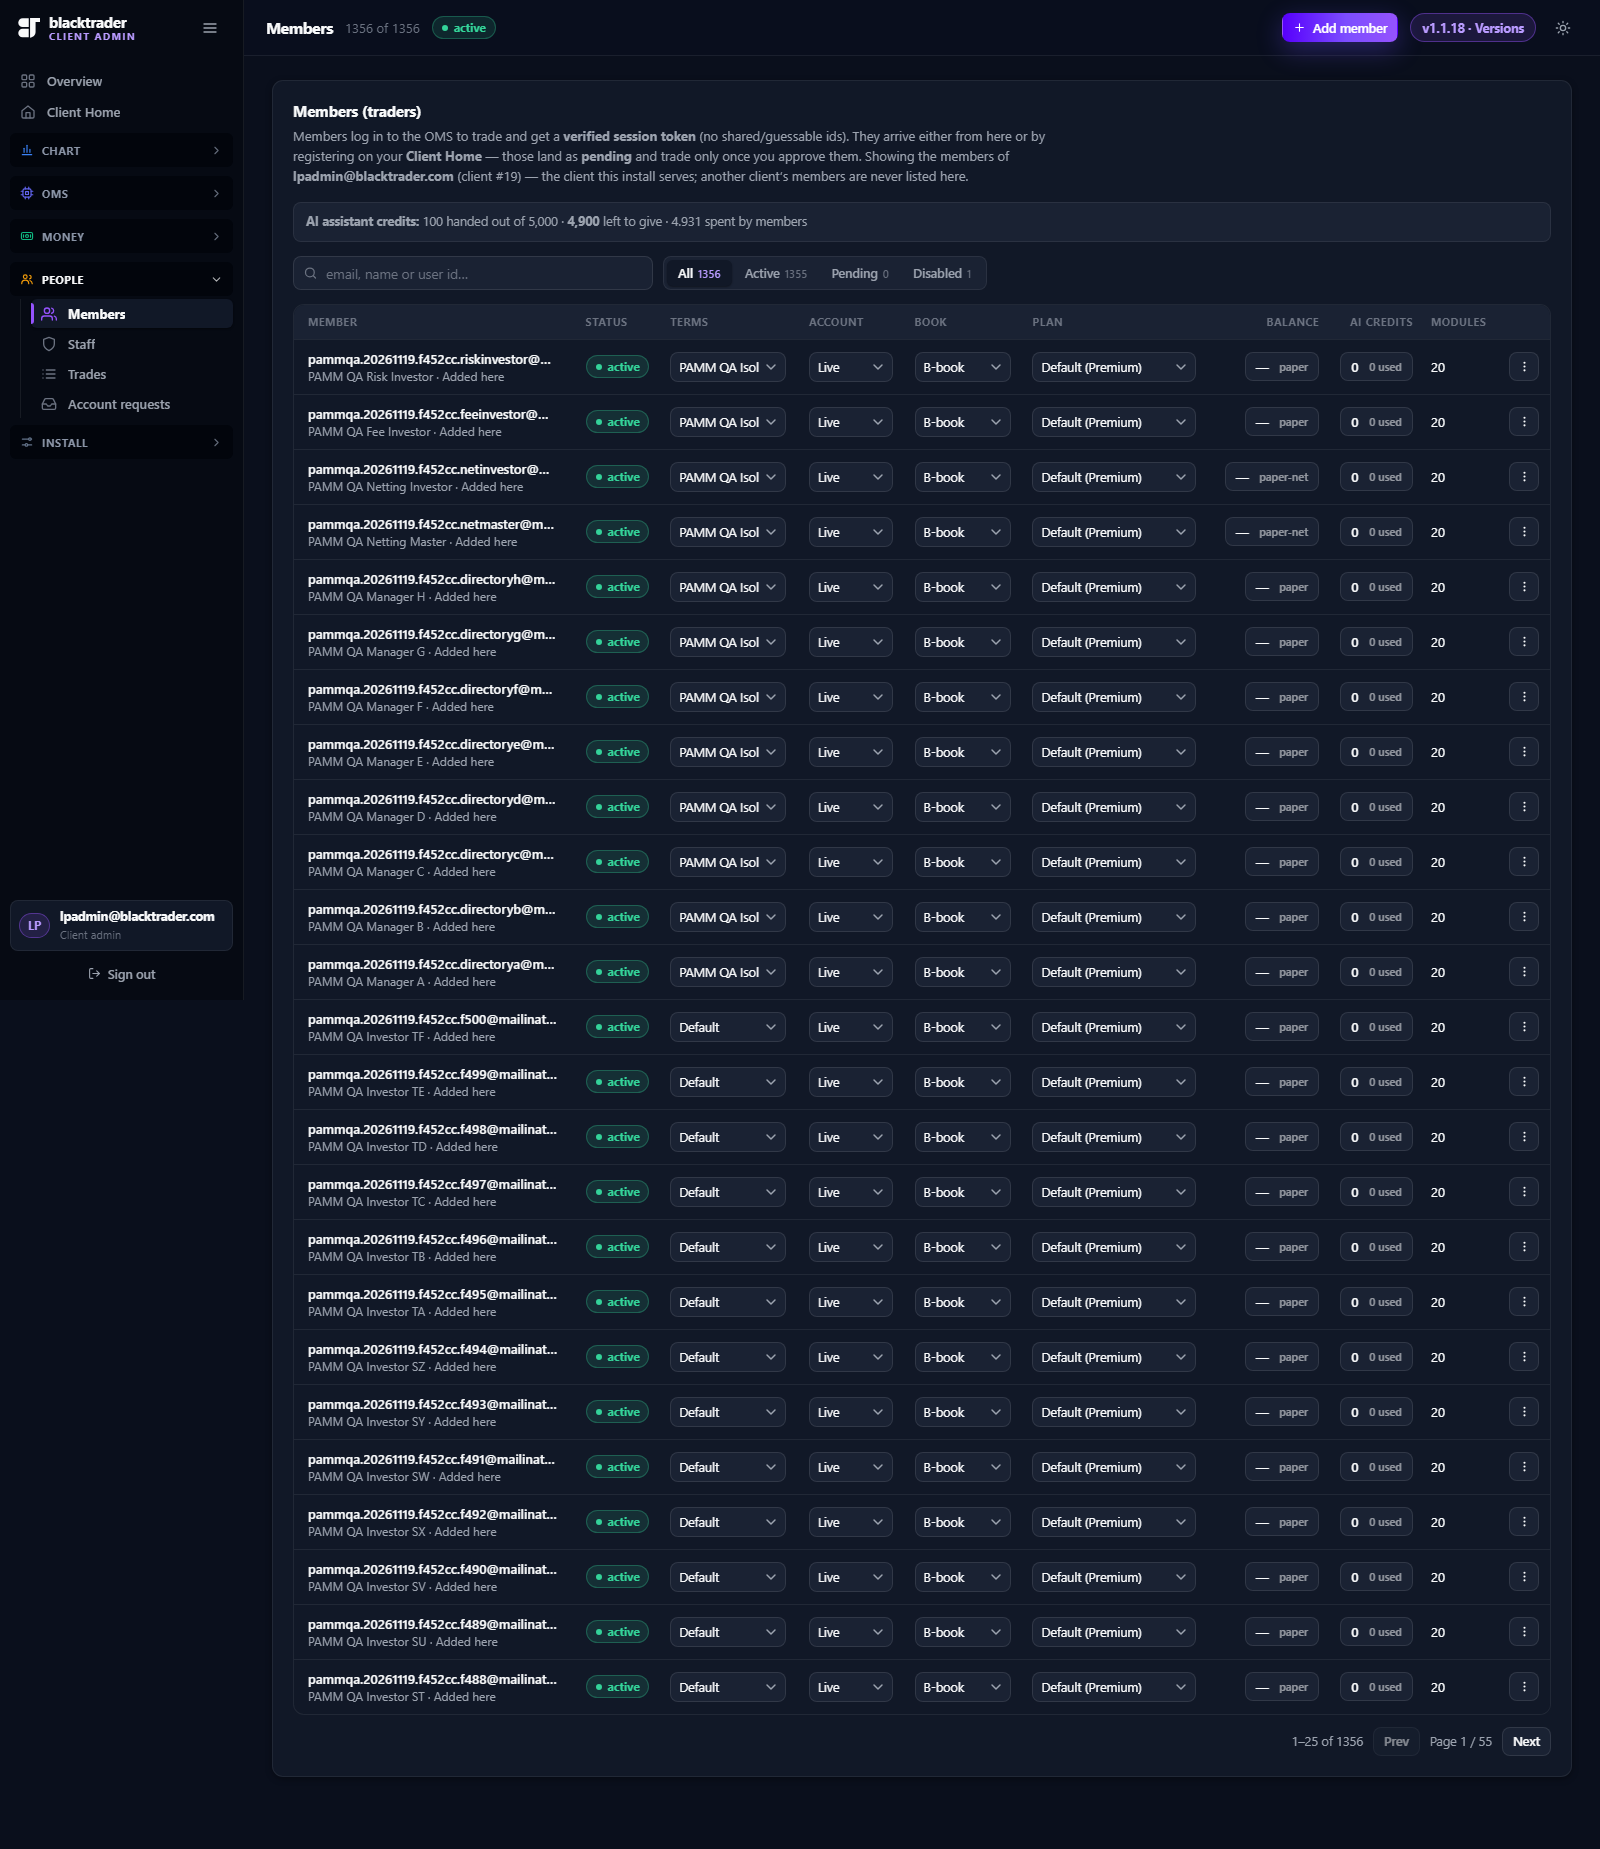 blacktrader
CLIENT ADMIN
Overview
Client Home
CHART
OMS
MONEY
PEOPLE
Members
Staff
Trades
Account requests
INSTALL
LP
lpadmin@blacktrader.com
Client admin
Sign out
Members 1356 of 1356 active
+ Add member v1.1.18 · Versions
Members (traders)
Members log in to the OMS to trade and get a verified session token (no shared/guessable ids). They arrive either from here or by
registering on your Client Home — those land as pending and trade only once you approve them. Showing the members of
lpadmin@blacktrader.com (client #19) — the client this install serves; another client's members are never listed here.
AI assistant credits: 100 handed out of 5,000 · 4,900 left to give · 4.931 spent by members
email, name or user id... All 1356 Active 1355 Pending 0 Disabled 1
MEMBER STATUS TERMS ACCOUNT BOOK PLAN BALANCE AI CREDITS MODULES
pammqa.20261119.f452cc.riskinvestor@...
PAMM QA Risk Investor · Added here
active PAMM QA Isol Live B-book Default (Premium) — paper 0 0 used 20
pammqa.20261119.f452cc.feeinvestor@...
PAMM QA Fee Investor · Added here
active PAMM QA Isol Live B-book Default (Premium) — paper 0 0 used 20
pammqa.20261119.f452cc.netinvestor@...
PAMM QA Netting Investor · Added here
active PAMM QA Isol Live B-book Default (Premium) — paper-net 0 0 used 20
pammqa.20261119.f452cc.netmaster@m...
PAMM QA Netting Master · Added here
active PAMM QA Isol Live B-book Default (Premium) — paper-net 0 0 used 20
pammqa.20261119.f452cc.directoryh@m...
PAMM QA Manager H · Added here
active PAMM QA Isol Live B-book Default (Premium) — paper 0 0 used 20
pammqa.20261119.f452cc.directoryg@m...
PAMM QA Manager G · Added here
active PAMM QA Isol Live B-book Default (Premium) — paper 0 0 used 20
pammqa.20261119.f452cc.directoryf@m...
PAMM QA Manager F · Added here
active PAMM QA Isol Live B-book Default (Premium) — paper 0 0 used 20
pammqa.20261119.f452cc.directorye@m...
PAMM QA Manager E · Added here
active PAMM QA Isol Live B-book Default (Premium) — paper 0 0 used 20
pammqa.20261119.f452cc.directoryd@m...
PAMM QA Manager D · Added here
active PAMM QA Isol Live B-book Default (Premium) — paper 0 0 used 20
pammqa.20261119.f452cc.directoryc@m...
PAMM QA Manager C · Added here
active PAMM QA Isol Live B-book Default (Premium) — paper 0 0 used 20
pammqa.20261119.f452cc.directoryb@m...
PAMM QA Manager B · Added here
active PAMM QA Isol Live B-book Default (Premium) — paper 0 0 used 20
pammqa.20261119.f452cc.directorya@m...
PAMM QA Manager A · Added here
active PAMM QA Isol Live B-book Default (Premium) — paper 0 0 used 20
pammqa.20261119.f452cc.f500@mailinat...
PAMM QA Investor TF · Added here
active Default Live B-book Default (Premium) — paper 0 0 used 20
pammqa.20261119.f452cc.f499@mailinat...
PAMM QA Investor TE · Added here
active Default Live B-book Default (Premium) — paper 0 0 used 20
pammqa.20261119.f452cc.f498@mailinat...
PAMM QA Investor TD · Added here
active Default Live B-book Default (Premium) — paper 0 0 used 20
pammqa.20261119.f452cc.f497@mailinat...
PAMM QA Investor TC · Added here
active Default Live B-book Default (Premium) — paper 0 0 used 20
pammqa.20261119.f452cc.f496@mailinat...
PAMM QA Investor TB · Added here
active Default Live B-book Default (Premium) — paper 0 0 used 20
pammqa.20261119.f452cc.f495@mailinat...
PAMM QA Investor TA · Added here
active Default Live B-book Default (Premium) — paper 0 0 used 20
pammqa.20261119.f452cc.f494@mailinat...
PAMM QA Investor SZ · Added here
active Default Live B-book Default (Premium) — paper 0 0 used 20
pammqa.20261119.f452cc.f493@mailinat...
PAMM QA Investor SY · Added here
active Default Live B-book Default (Premium) — paper 0 0 used 20
pammqa.20261119.f452cc.f491@mailinat...
PAMM QA Investor SW · Added here
active Default Live B-book Default (Premium) — paper 0 0 used 20
pammqa.20261119.f452cc.f492@mailinat...
PAMM QA Investor SX · Added here
active Default Live B-book Default (Premium) — paper 0 0 used 20
pammqa.20261119.f452cc.f490@mailinat...
PAMM QA Investor SV · Added here
active Default Live B-book Default (Premium) — paper 0 0 used 20
pammqa.20261119.f452cc.f489@mailinat...
PAMM QA Investor SU · Added here
active Default Live B-book Default (Premium) — paper 0 0 used 20
pammqa.20261119.f452cc.f488@mailinat...
PAMM QA Investor ST · Added here
active Default Live B-book Default (Premium) — paper 0 0 used 20
1–25 of 1356 Prev Page 1 / 55 Next